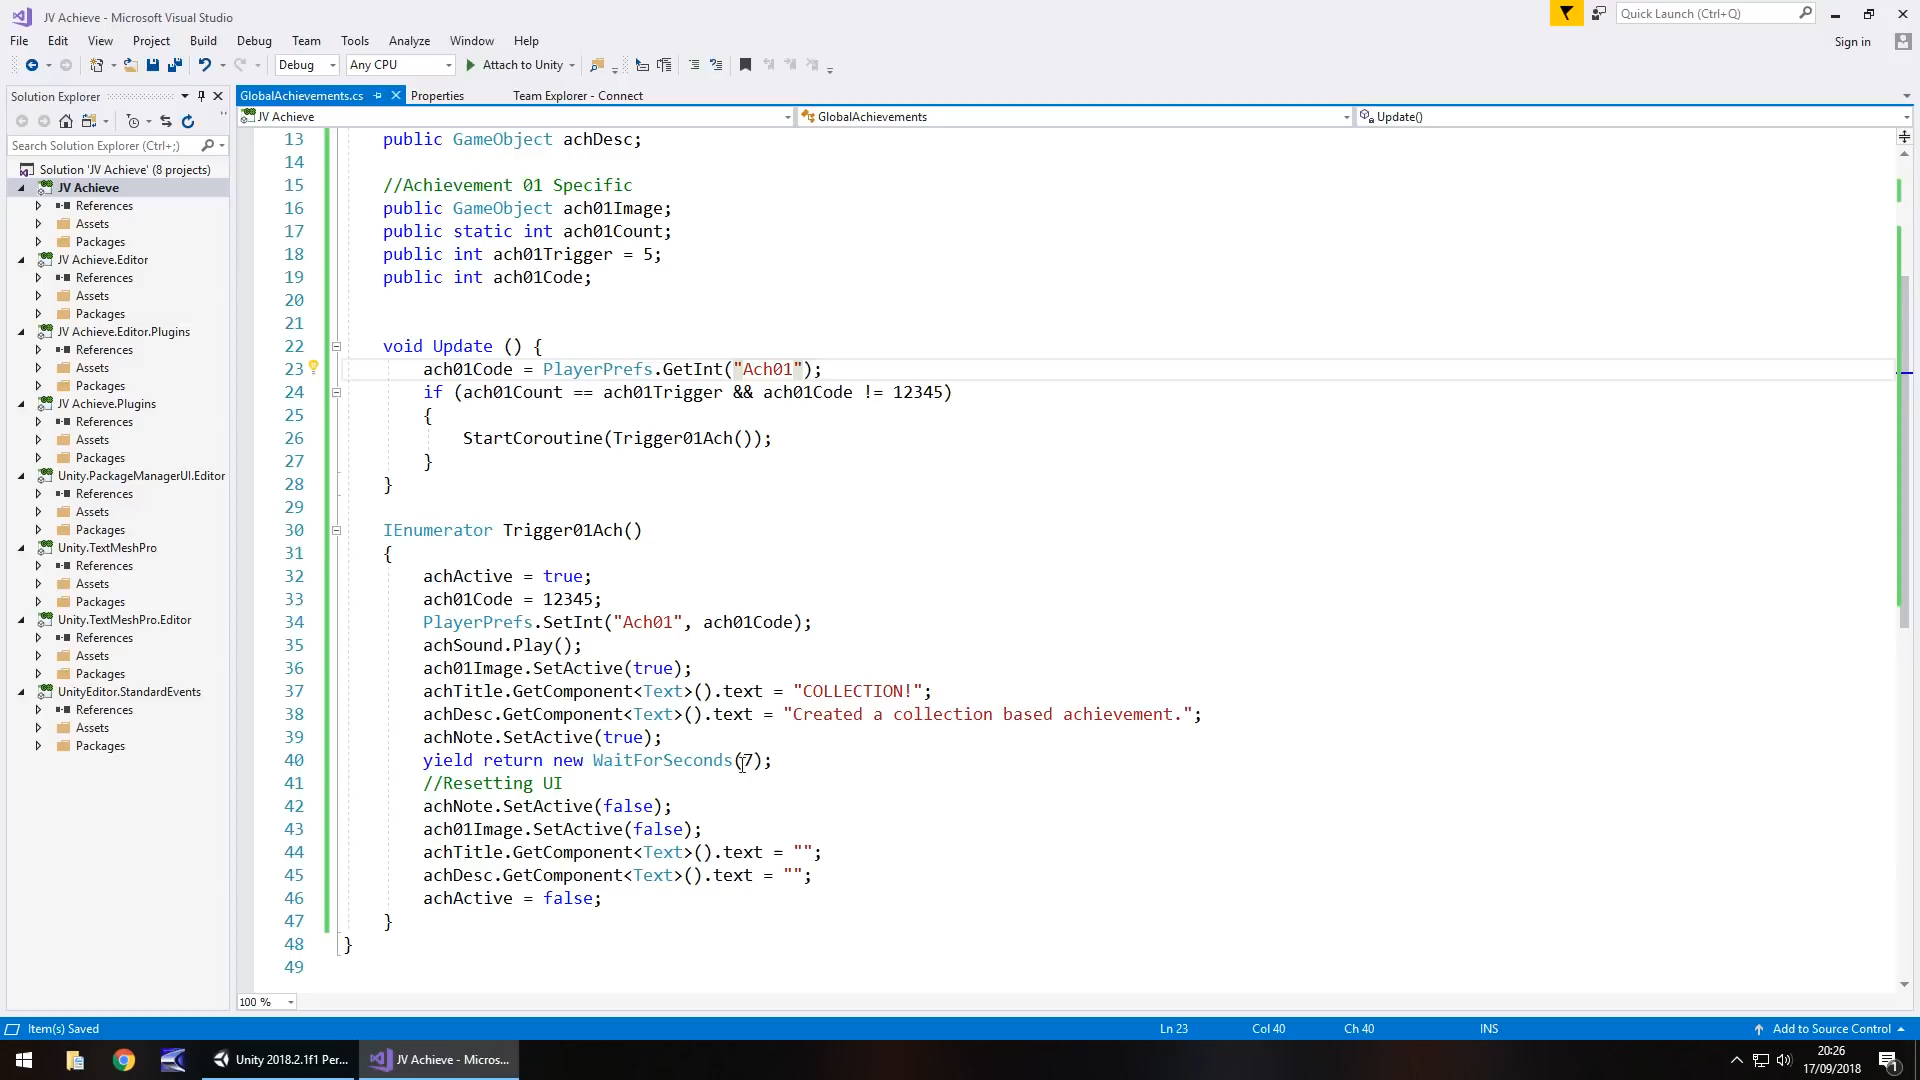 JV Achieve - Microsoft Visual Studio
Quick Launch (Ctrl+Q)
File Edit View Project Build Debug Team Tools Analyze Window Help
Sign in
Debug Any CPU Attach to Unity
Solution Explorer
GlobalAchievements.cs Properties Team Explorer - Connect
JV Achieve GlobalAchievements Update()
Search Solution Explorer (Ctrl+;)
Solution 'JV Achieve' (8 projects)
JV Achieve
References
Assets
Packages
JV Achieve.Editor
References
Assets
Packages
JV Achieve.Editor.Plugins
References
Assets
Packages
JV Achieve.Plugins
References
Assets
Packages
Unity.PackageManagerUI.Editor
References
Assets
Packages
Unity.TextMeshPro
References
Assets
Packages
Unity.TextMeshPro.Editor
References
Assets
Packages
UnityEditor.StandardEvents
References
Assets
Packages
13 public GameObject achDesc;
14
15 //Achievement 01 Specific
16 public GameObject ach01Image;
17 public static int ach01Count;
18 public int ach01Trigger = 5;
19 public int ach01Code;
20
21
22 void Update () {
23 ach01Code = PlayerPrefs.GetInt("Ach01");
24 if (ach01Count == ach01Trigger && ach01Code != 12345)
25 {
26 StartCoroutine(Trigger01Ach());
27 }
28 }
29
30 IEnumerator Trigger01Ach()
31 {
32 achActive = true;
33 ach01Code = 12345;
34 PlayerPrefs.SetInt("Ach01", ach01Code);
35 achSound.Play();
36 ach01Image.SetActive(true);
37 achTitle.GetComponent<Text>().text = "COLLECTION!";
38 achDesc.GetComponent<Text>().text = "Created a collection based achievement.";
39 achNote.SetActive(true);
40 yield return new WaitForSeconds(7);
41 //Resetting UI
42 achNote.SetActive(false);
43 ach01Image.SetActive(false);
44 achTitle.GetComponent<Text>().text = "";
45 achDesc.GetComponent<Text>().text = "";
46 achActive = false;
47 }
48 }
49
100 %
Item(s) Saved Ln 23 Col 40 Ch 40 INS Add to Source Control
Unity 2018.2.1f1 Per... JV Achieve - Micros...
20:26
17/09/2018
1